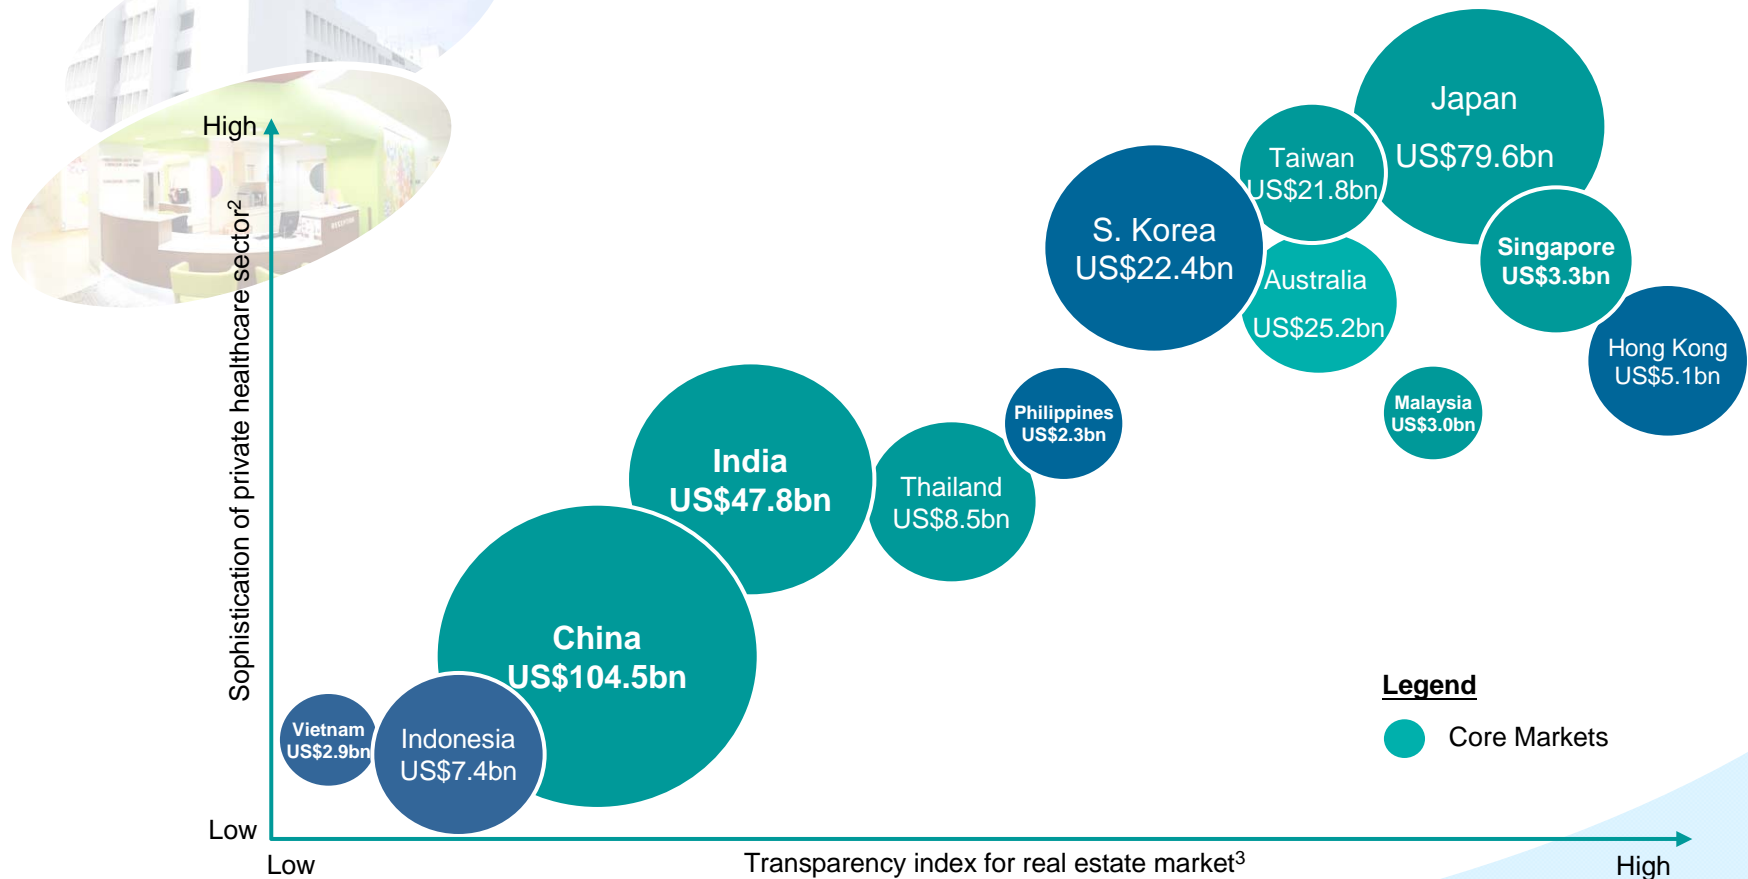 High
Sophistication of private healthcare sector2
Low
Low
Transparency index for real estate market3
High
Japan
US$79.6bn
Taiwan
US$21.8bn
S. Korea
US$22.4bn
Singapore
US$3.3bn
Australia
US$25.2bn
Hong Kong
US$5.1bn
Philippines
US$2.3bn
Malaysia
US$3.0bn
India
US$47.8bn
Thailand
US$8.5bn
China
US$104.5bn
Vietnam
US$2.9bn
Indonesia
US$7.4bn
Legend
Core Markets
RECEPTION